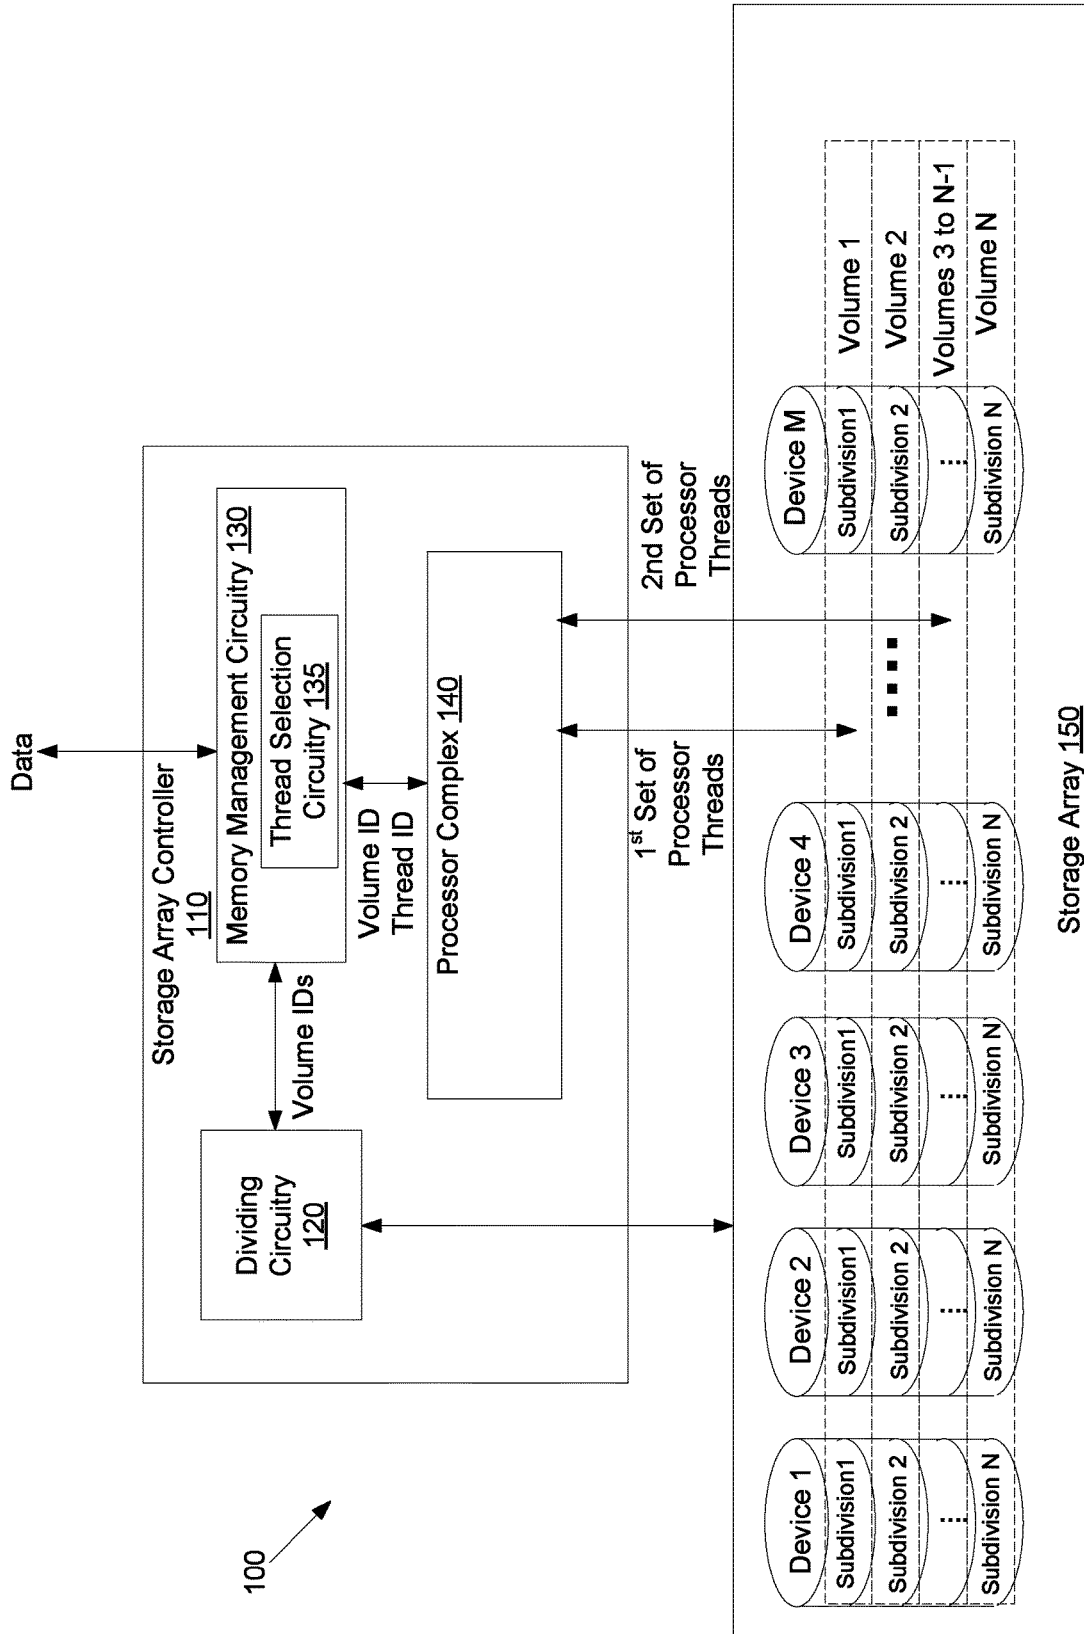 Data
Storage Array Controller
110
Memory Management Circuitry 130
Thread Selection
Circuitry 135
Dividing
Circuitry
120
Volume IDs
Volume ID
Thread ID
Processor Complex 140
100
1st Set of
Processor
Threads
2nd Set of
Processor
Threads
Device 1
Subdivision1
Subdivision 2
Subdivision N
Device 2
Subdivision1
Subdivision 2
Subdivision N
Device 3
Subdivision1
Subdivision 2
Subdivision N
Device 4
Subdivision1
Subdivision 2
Subdivision N
Device M
Subdivision1
Subdivision 2
Subdivision N
Volume 1
Volume 2
Volumes 3 to N-1
Volume N
Storage Array 150